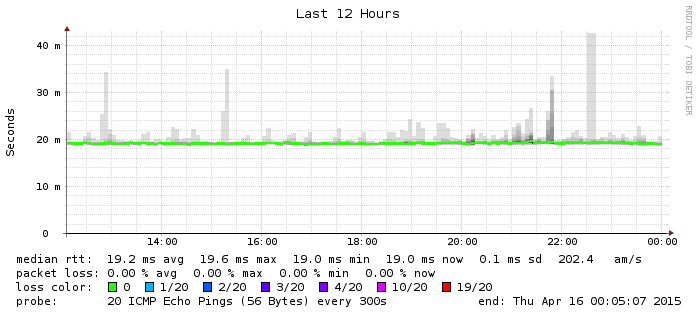 Last 12 Hours
RRDTOOL / TOBI OETIKER
Seconds
40 m
30 m
20 m
10 m
0
14:00 16:00 18:00 20:00 22:00 00:00
median rtt: 19.2 ms avg 19.6 ms max 19.0 ms min 19.0 ms now 0.1 ms sd 202.4 am/s
packet loss: 0.00 % avg 0.00 % max 0.00 % min 0.00 % now
loss color: 0 1/20 2/20 3/20 4/20 10/20 19/20
probe: 20 ICMP Echo Pings (56 Bytes) every 300s end: Thu Apr 16 00:05:07 2015